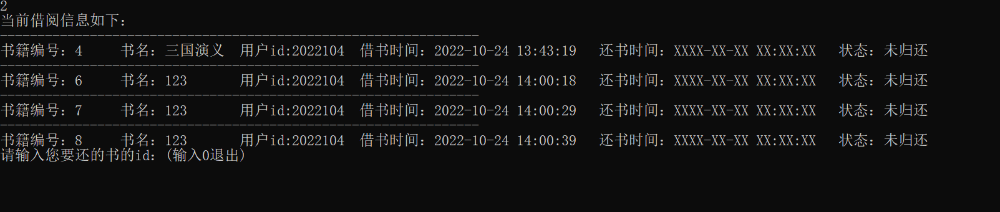 2
当前借阅信息如下：
----------------------------------------------------------------
书籍编号：4     书名：三国演义  用户id:2022104  借书时间：2022-10-24 13:43:19   还书时间：XXXX-XX-XX XX:XX:XX   状态：未归还
----------------------------------------------------------------
书籍编号：6     书名：123       用户id:2022104  借书时间：2022-10-24 14:00:18   还书时间：XXXX-XX-XX XX:XX:XX   状态：未归还
----------------------------------------------------------------
书籍编号：7     书名：123       用户id:2022104  借书时间：2022-10-24 14:00:29   还书时间：XXXX-XX-XX XX:XX:XX   状态：未归还
----------------------------------------------------------------
书籍编号：8     书名：123       用户id:2022104  借书时间：2022-10-24 14:00:39   还书时间：XXXX-XX-XX XX:XX:XX   状态：未归还
请输入您要还的书的id：(输入0退出)